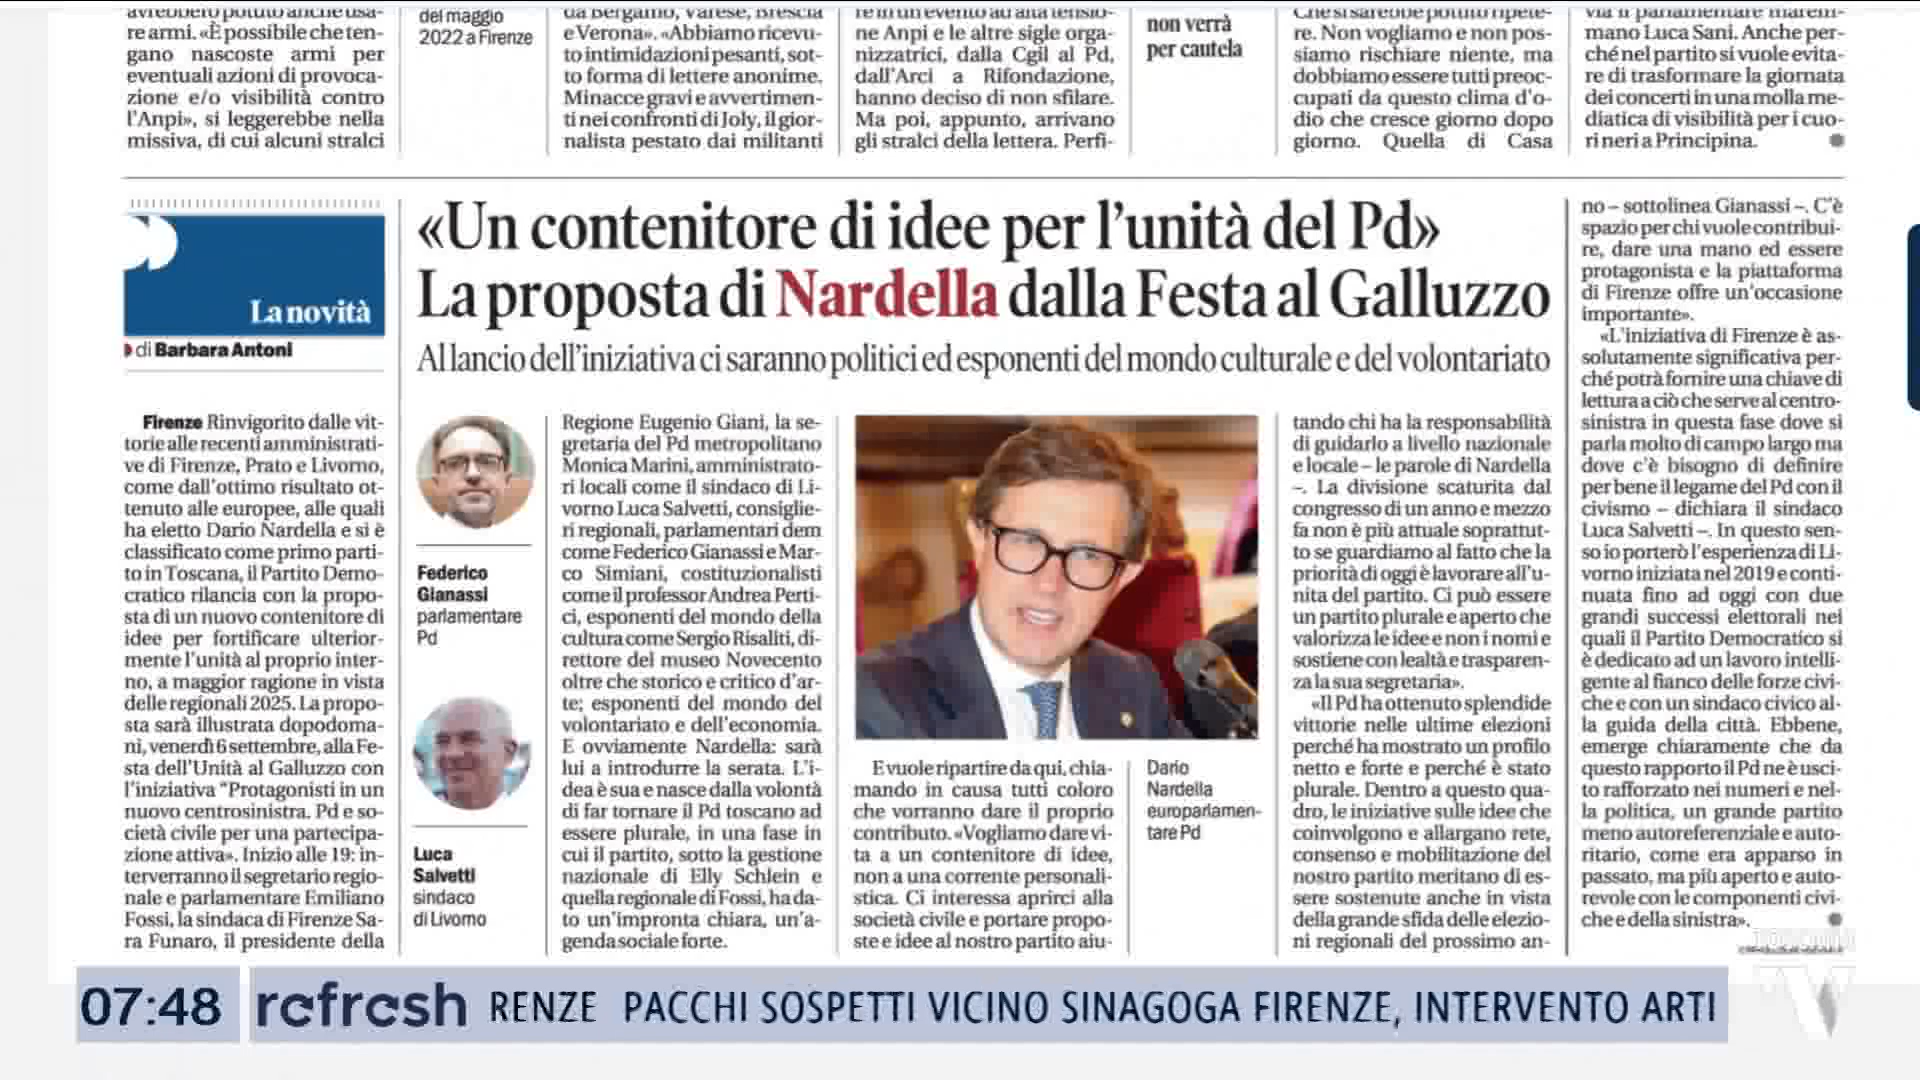 re armi. «È possibile che ten-
gano nascoste armi per
eventuali azioni di provoca-
zione e/o visibilità contro
l'Anpi», si leggerebbe nella
missiva, di cui alcuni stralci
del maggio
2022 a Firenze
da Bergamo, Varese, Brescia
e Verona». «Abbiamo ricevu-
to intimidazioni pesanti, sot-
to forma di lettere anonime.
Minacce gravi e avvertimen-
ti nei confronti di Joly, il gior-
nalista pestato dai militanti
re in un evento ad alta tensio-
ne Anpi e le altre sigle orga-
nizzatrici, dalla Cgil al Pd,
dall'Arci a Rifondazione,
hanno deciso di non sfilare.
Ma poi, appunto, arrivano
gli stralci della lettera. Perfi-
non verrà
per cautela
Che si sarebbe potuto ripete-
re. Non vogliamo e non pos-
siamo rischiare niente, ma
dobbiamo essere tutti preoc-
cupati da questo clima d'o-
dio che cresce giorno dopo
giorno. Quella di Casa
via il parlamentare marem-
mano Luca Sani. Anche per-
ché nel partito si vuole evita-
re di trasformare la giornata
dei concerti in una molla me-
diatica di visibilità per i cuo-
ri neri a Principina.
La novità
di Barbara Antoni
«Un contenitore di idee per l'unità del Pd»
La proposta di Nardella dalla Festa al Galluzzo
Al lancio dell'iniziativa ci saranno politici ed esponenti del mondo culturale e del volontariato
Firenze Rinvigorito dalle vit-
torie alle recenti amministrati-
ve di Firenze, Prato e Livorno,
come dall'ottimo risultato ot-
tenuto alle europee, alle quali
ha eletto Dario Nardella e si è
classificato come primo parti-
to in Toscana, il Partito Demo-
cratico rilancia con la propo-
sta di un nuovo contenitore di
idee per fortificare ulterior-
mente l'unità al proprio inter-
no, a maggior ragione in vista
delle regionali 2025. La propo-
sta sarà illustrata dopodoma-
ni, venerdì 6 settembre, alla Fe-
sta dell'Unità al Galluzzo con
l'iniziativa "Protagonisti in un
nuovo centrosinistra. Pd e so-
cietà civile per una partecipa-
zione attiva». Inizio alle 19: in-
terverranno il segretario regio-
nale e parlamentare Emiliano
Fossi, la sindaca di Firenze Sa-
ra Funaro, il presidente della
Federico
Gianassi
parlamentare
Pd
Luca
Salvetti
sindaco
di Livorno
Regione Eugenio Giani, la se-
gretaria del Pd metropolitano
Monica Marini, amministrato-
ri locali come il sindaco di Li-
vorno Luca Salvetti, consiglie-
ri regionali, parlamentari dem
come Federico Gianassi e Mar-
co Simiani, costituzionalisti
come il professor Andrea Perti-
ci, esponenti del mondo della
cultura come Sergio Risaliti, di-
rettore del museo Novecento
oltre che storico e critico d'ar-
te; esponenti del mondo del
volontariato e dell'economia.
E ovviamente Nardella: sarà
lui a introdurre la serata. L'i-
dea è sua e nasce dalla volontà
di far tornare il Pd toscano ad
essere plurale, in una fase in
cui il partito, sotto la gestione
nazionale di Elly Schlein e
quella regionale di Fossi, ha da-
to un'impronta chiara, un'a-
genda sociale forte.
E vuole ripartire da qui, chia-
mando in causa tutti coloro
che vorranno dare il proprio
contributo. «Vogliamo dare vi-
ta a un contenitore di idee,
non a una corrente personali-
stica. Ci interessa aprirci alla
società civile e portare propo-
ste e idee al nostro partito aiu-
Dario
Nardella
europarlamen-
tare Pd
tando chi ha la responsabilità
di guidarlo a livello nazionale
e locale – le parole di Nardella
–. La divisione scaturita dal
congresso di un anno e mezzo
fa non è più attuale soprattut-
to se guardiamo al fatto che la
priorità di oggi è lavorare all'u-
nita del partito. Ci può essere
un partito plurale e aperto che
valorizza le idee e non i nomi e
sostiene con lealtà e trasparen-
za la sua segretaria».
«Il Pd ha ottenuto splendide
vittorie nelle ultime elezioni
perché ha mostrato un profilo
netto e forte e perché è stato
plurale. Dentro a questo qua-
dro, le iniziative sulle idee che
coinvolgono e allargano rete,
consenso e mobilitazione del
nostro partito meritano di es-
sere sostenute anche in vista
della grande sfida delle elezio-
ni regionali del prossimo an-
no – sottolinea Gianassi –. C'è
spazio per chi vuole contribui-
re, dare una mano ed essere
protagonista e la piattaforma
di Firenze offre un'occasione
importante».
«L'iniziativa di Firenze è as-
solutamente significativa per-
ché potrà fornire una chiave di
lettura a ciò che serve al centro-
sinistra in questa fase dove si
parla molto di campo largo ma
dove c'è bisogno di definire
per bene il legame del Pd con il
civismo – dichiara il sindaco
Luca Salvetti –. In questo sen-
so io porterò l'esperienza di Li-
vorno iniziata nel 2019 e conti-
nuata fino ad oggi con due
grandi successi elettorali nei
quali il Partito Democratico si
è dedicato ad un lavoro intelli-
gente al fianco delle forze civi-
che e con un sindaco civico al-
la guida della città. Ebbene,
emerge chiaramente che da
questo rapporto il Pd ne è usci-
to rafforzato nei numeri e nel-
la politica, un grande partito
meno autoreferenziale e auto-
ritario, come era apparso in
passato, ma più aperto e auto-
revole con le componenti civi-
che e della sinistra».
07:48 refresh RENZE PACCHI SOSPETTI VICINO SINAGOGA FIRENZE, INTERVENTO ARTI